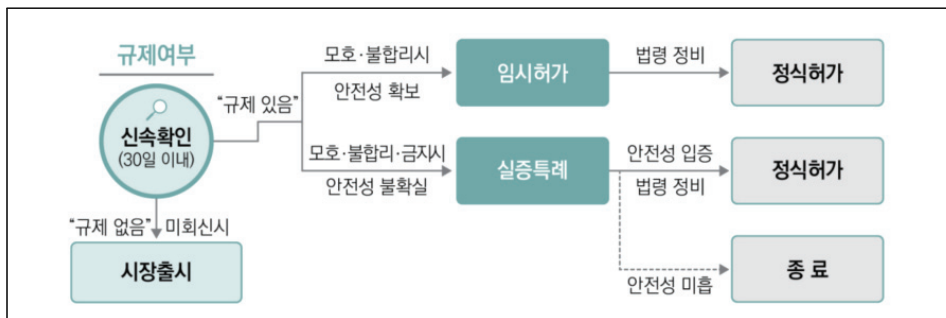 규제여부
신속확인
(30일 이내)
“규제 없음” 미회신시
시장출시
“규제 있음”
모호·불합리시
안전성 확보
임시허가
법령 정비
정식허가
모호·불합리·금지시
안전성 불확실
실증특례
안전성 입증
법령 정비
정식허가
안전성 미흡
종 료